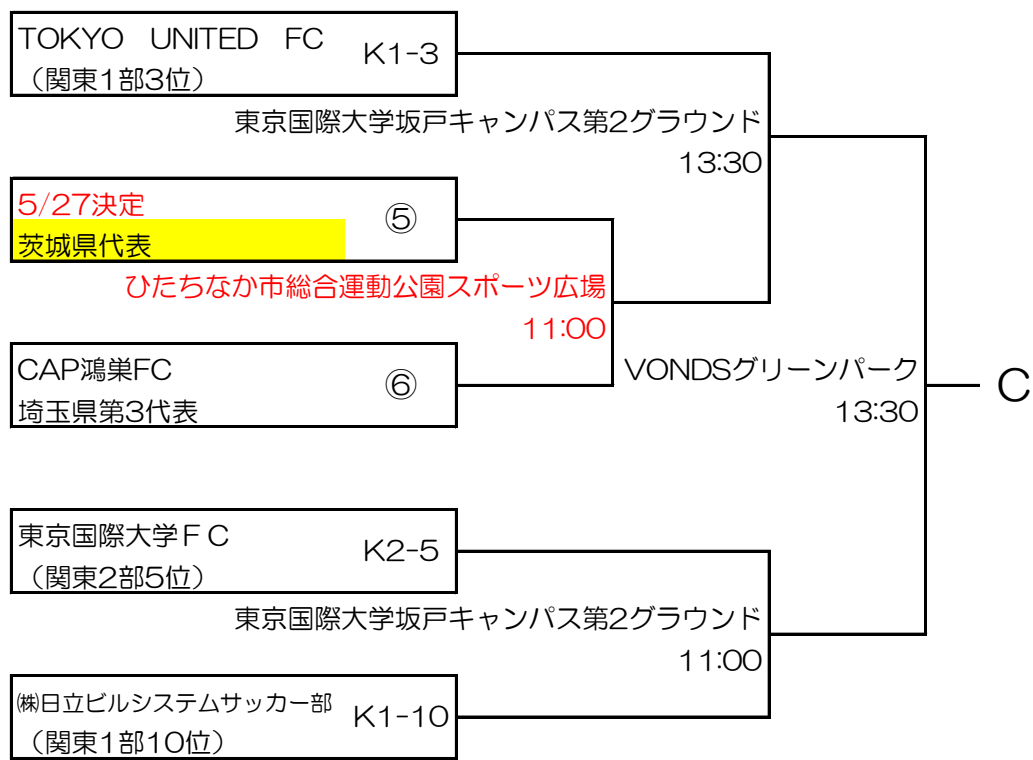 TOKYO　UNITED　FC
K1-3
（関東1部3位）
東京国際大学坂戸キャンパス第2グラウンド
13:30
5/27決定
⑤
茨城県代表
ひたちなか市総合運動公園スポーツ広場
11:00
CAP鴻巣FC
⑥
埼玉県第3代表
VONDSグリーンパーク
13:30
C
東京国際大学ＦＣ
K2-5
（関東2部5位）
東京国際大学坂戸キャンパス第2グラウンド
11:00
㈱日立ビルシステムサッカー部
K1-10
（関東1部10位）